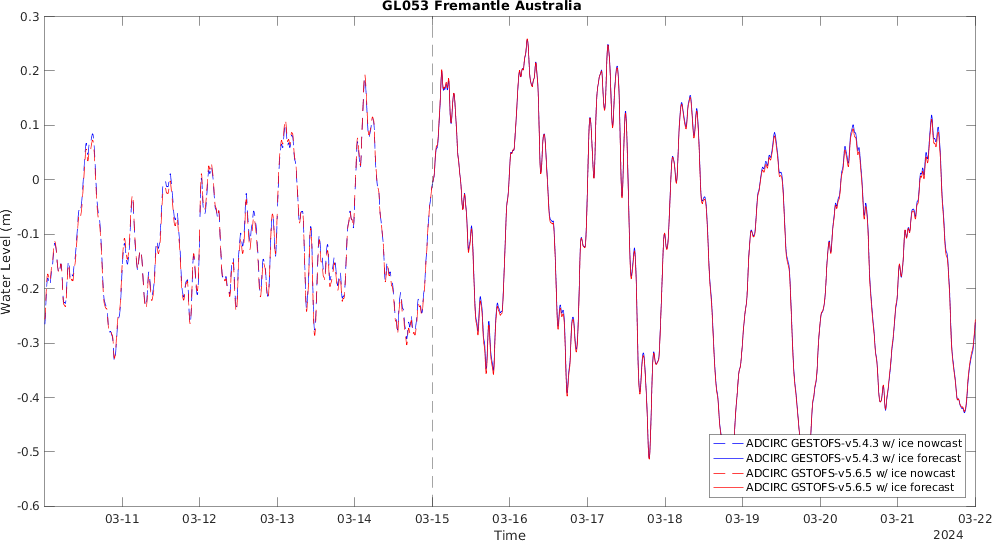 GL053 Fremantle Australia
0.3
0.2
0.1
0
-0.1
-0.2
-0.3
-0.4
-0.5
-0.6
Water Level (m)
ADCIRC GESTOFS-v5.4.3 w/ ice nowcast
ADCIRC GESTOFS-v5.4.3 w/ ice forecast
ADCIRC GSTOFS-v5.6.5 w/ ice nowcast
ADCIRC GSTOFS-v5.6.5 w/ ice forecast
03-11 03-12 03-13 03-14 03-15 03-16 03-17 03-18 03-19 03-20 03-21 03-22
Time
2024